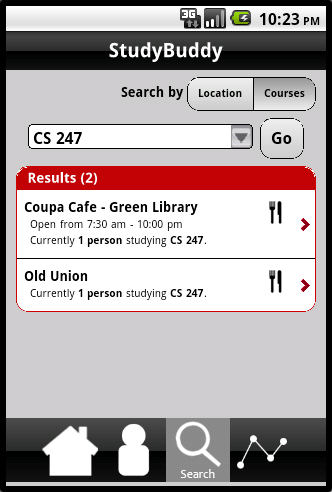 3G 10:23 PM
StudyBuddy
Search by Location Courses
CS 247 Go
Results (2)
Coupa Cafe - Green Library
Open from 7:30 am - 10:00 pm
Currently 1 person studying CS 247.
Old Union
Currently 1 person studying CS 247.
Search